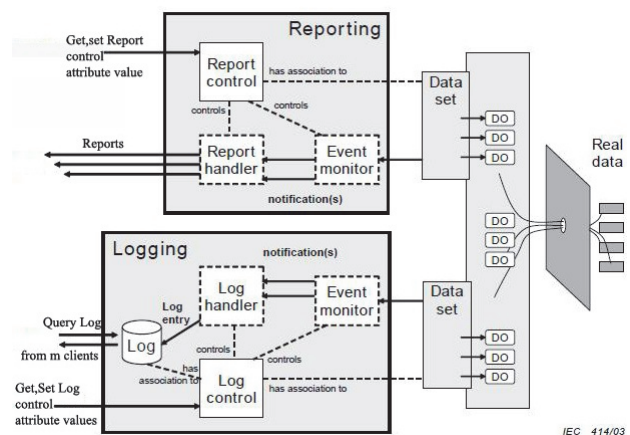 Reporting
Get,set Report
control
attribute value
Report
control
has association to
Data
set
controls
controls
DO
DO
DO
Reports
Report
handler
Event
monitor
Real
data
notification(s)
DO
DO
DO
Logging
notification(s)
Log
handler
Event
monitor
Data
set
Log
entry
Query Log
Log
from m clients
controls
controls
has
association to
Log
control
has association to
DO
DO
DO
Get,Set Log
control
attribute values
IEC 414/03